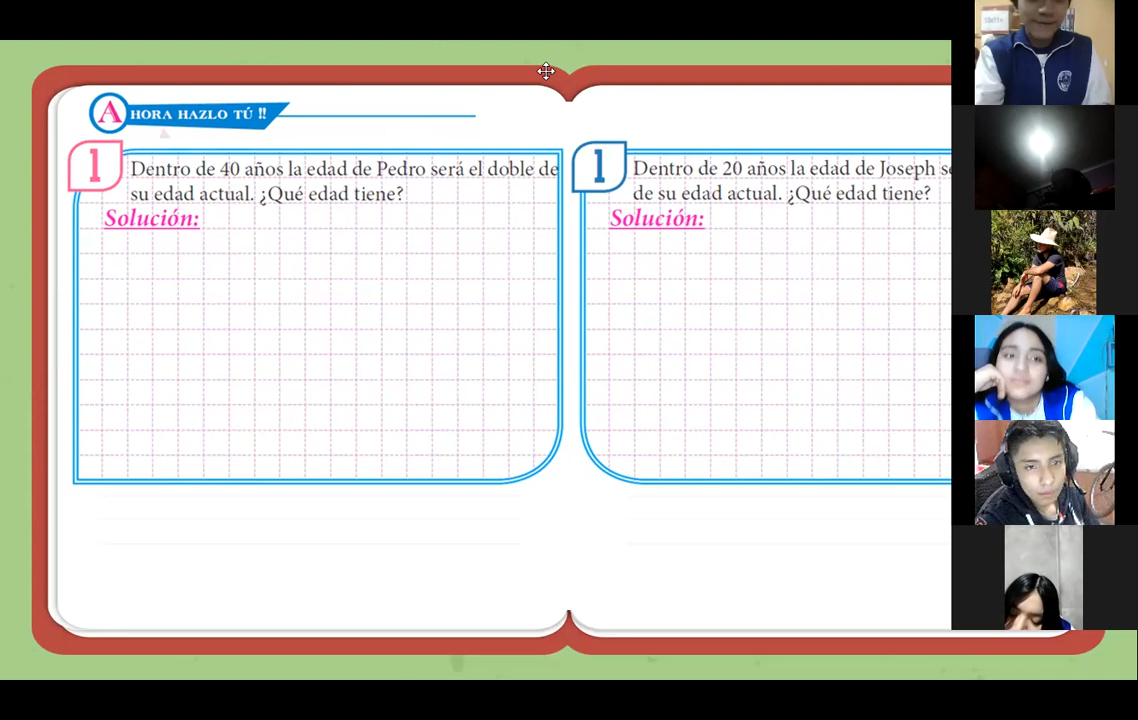 AHORA HAZLO TÚ !!
1
Dentro de 40 años la edad de Pedro será el doble de
su edad actual. ¿Qué edad tiene?
Solución:
1
Dentro de 20 años la edad de Joseph
de su edad actual. ¿Qué edad tiene?
Solución: